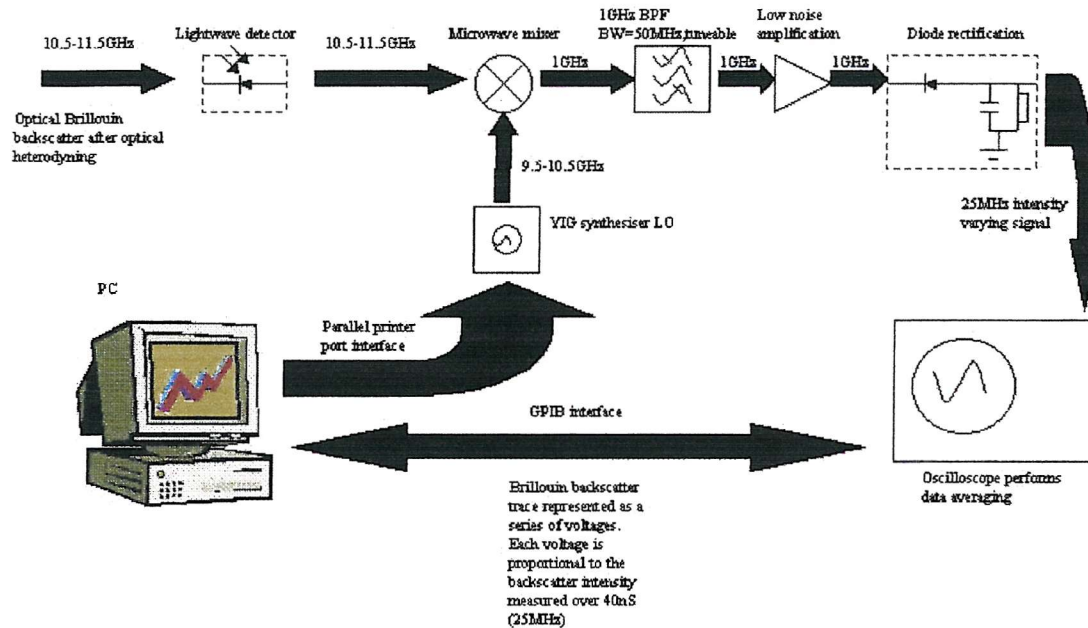 1GHz BPF
BW=50MHz,tuneable
Low noise
amplification
10.5-11.5GHz
Lightwave detector
10.5-11.5GHz
Microwave mixer
Diode rectification
1GHz
1GHz
1GHz
Optical Brillouin
backscatter after optical
heterodyning
9.5-10.5GHz
25MHz intensity
varying signal
YIG synthesiser LO
PC
Parallel printer
port interface
GPIB interface
Oscilloscope performs
data averaging
Brillouin backscatter
trace represented as a
series of voltages.
Each voltage is
proportional to the
backscatter intensity
measured over 40nS
(25MHz)